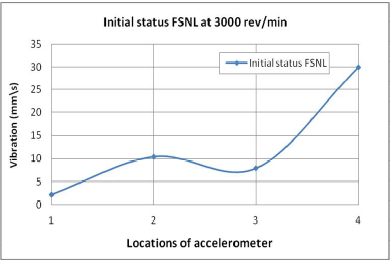 Initial status FSNL at 3000 rev/min
35
30
25
20
15
10
5
0
Vibration (mm\s)
Initial status FSNL
1 2 3 4
Locations of accelerometer